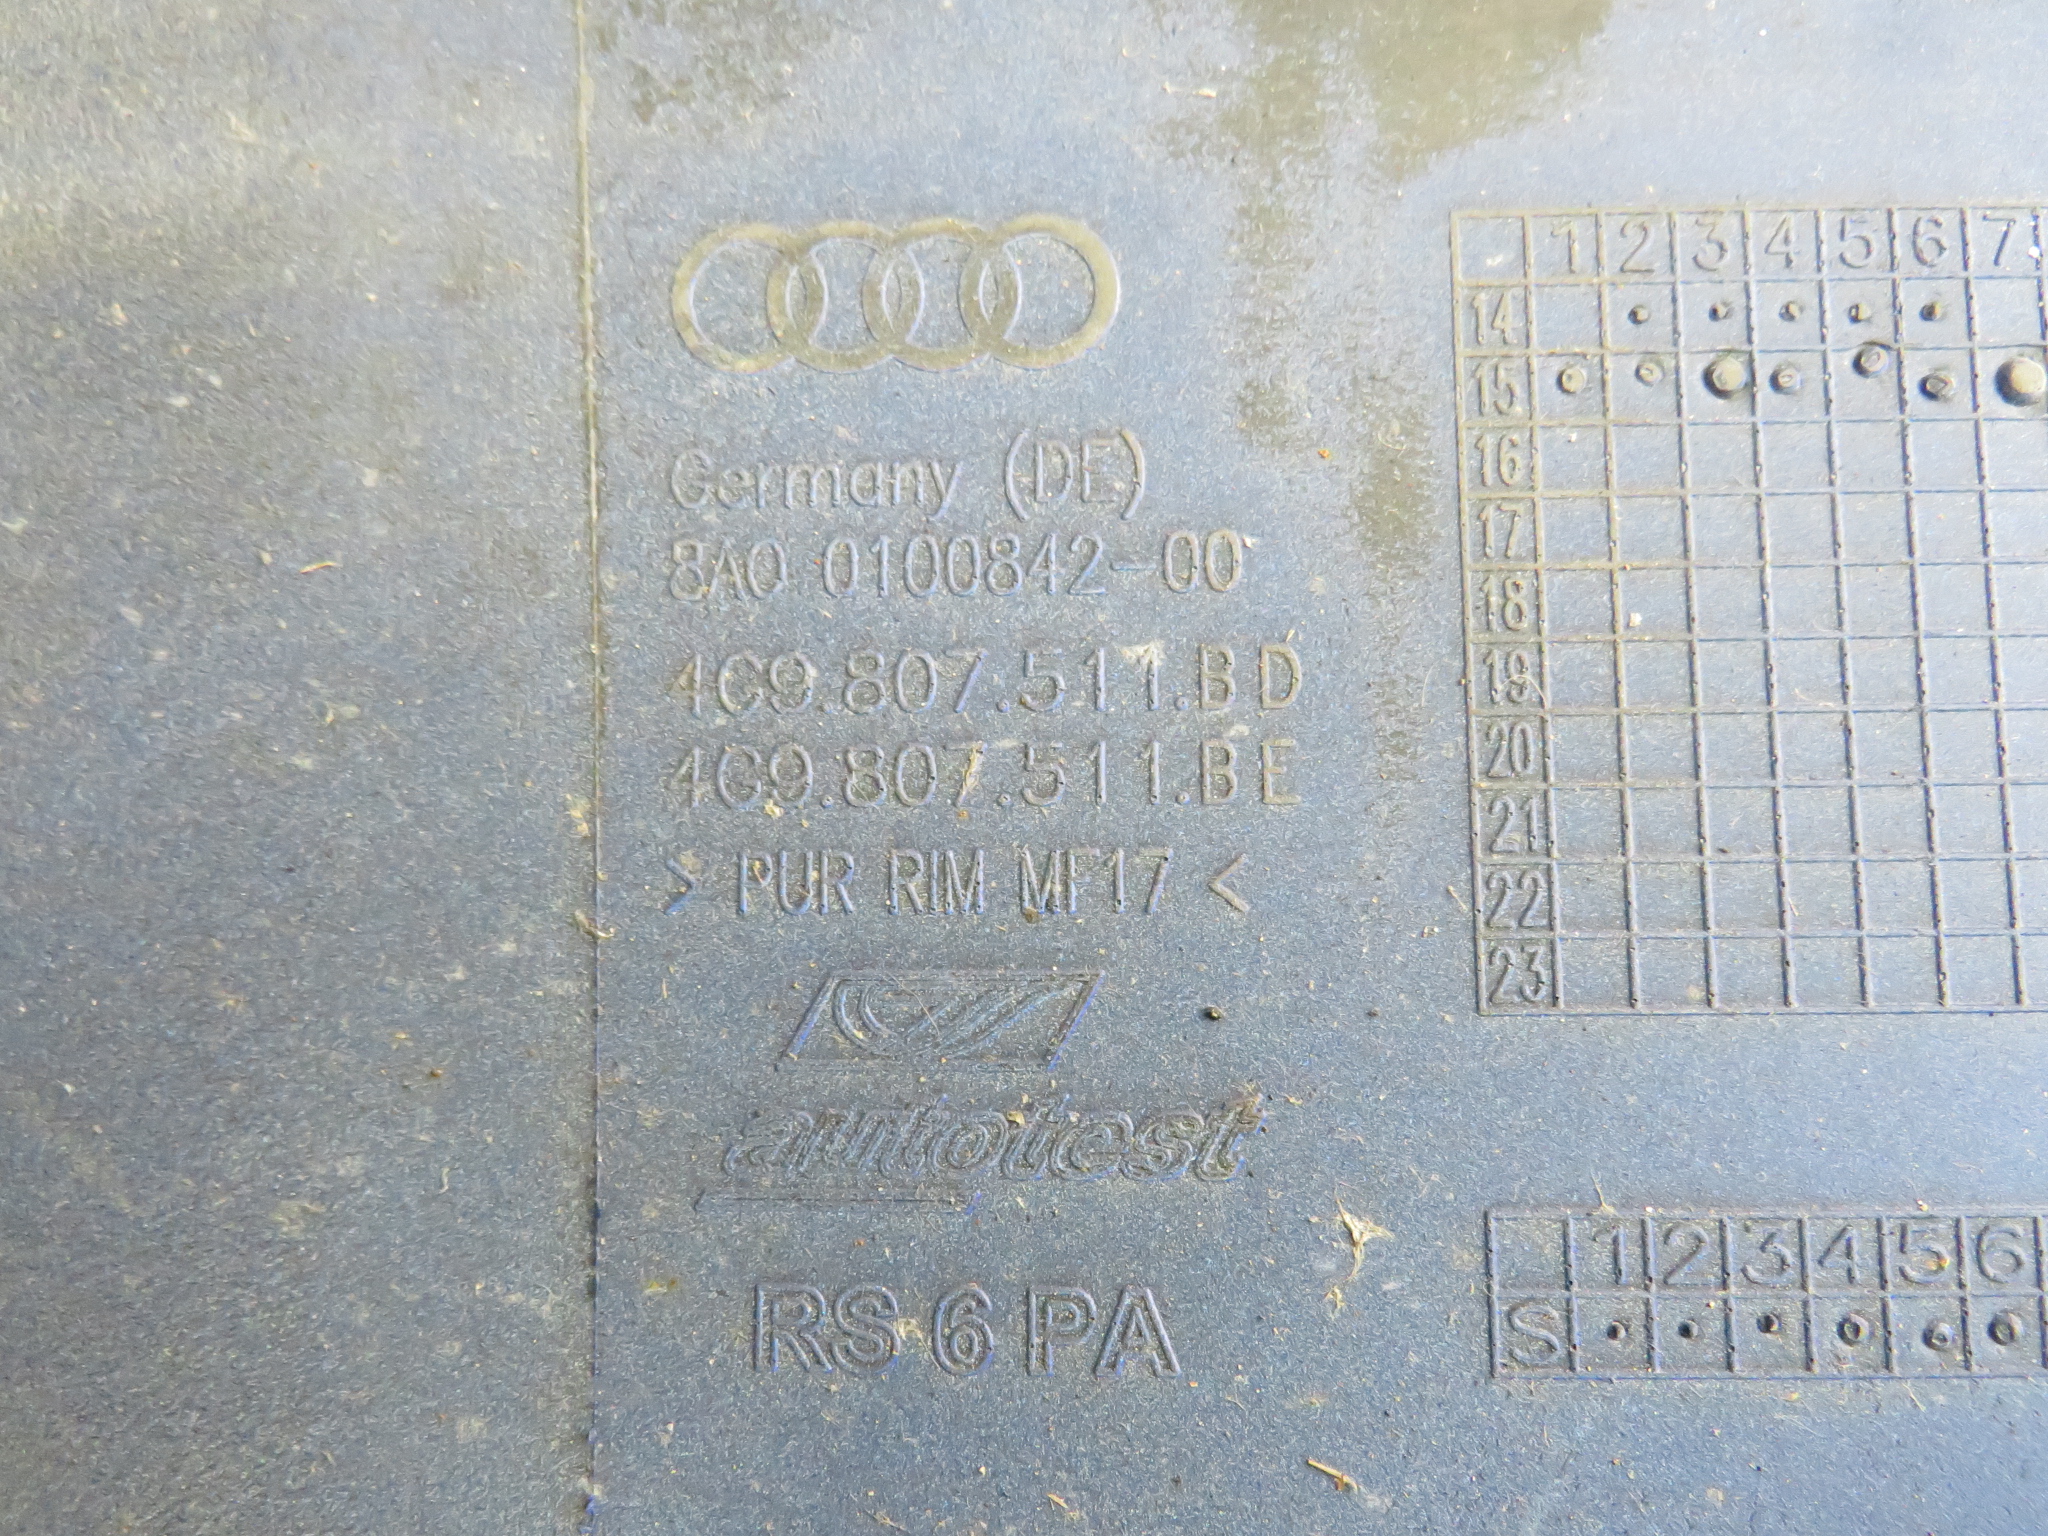 Germany (DE)
8A0 0100842-00
4G9.807.511.BD
4G9.807.511.BE
> PUR RIM MF17 <
autotest
RS 6 PA
1 2 3 4 5 6 7
14
15
16
17
18
19
20
21
22
23
1 2 3 4 5 6
S